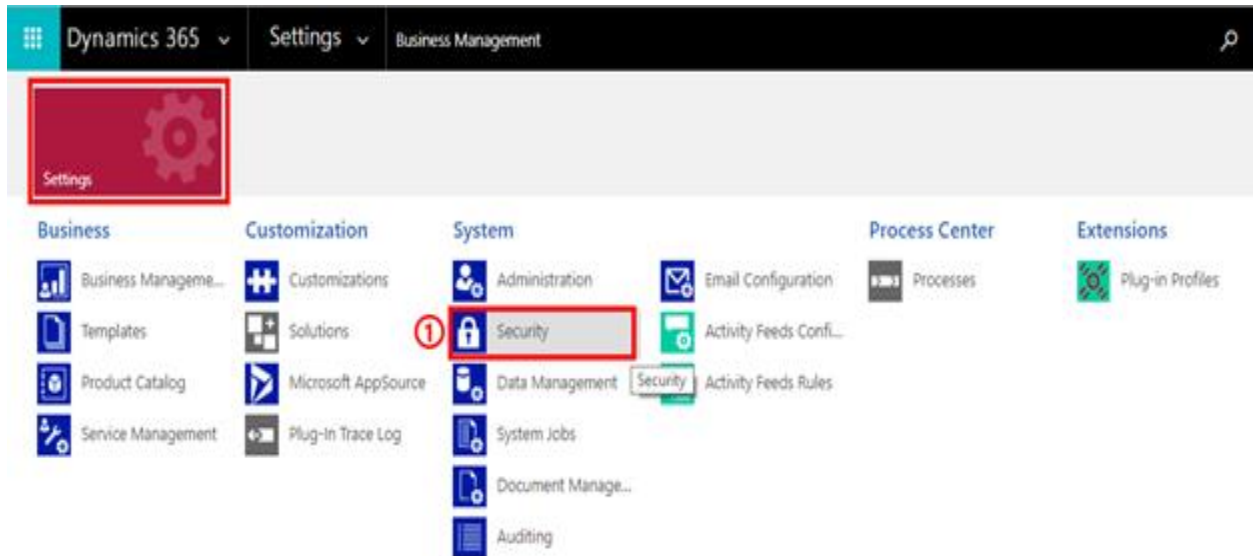 Dynamics 365 Settings Business Management
Settings
Business Customization System Process Center Extensions
Business Manageme... Customizations Administration Email Configuration Processes Plug-in Profiles
Templates Solutions ① Security Activity Feeds Confi...
Product Catalog Microsoft AppSource Data Management Security Activity Feeds Rules
Service Management Plug-In Trace Log System Jobs
Document Manage...
Auditing